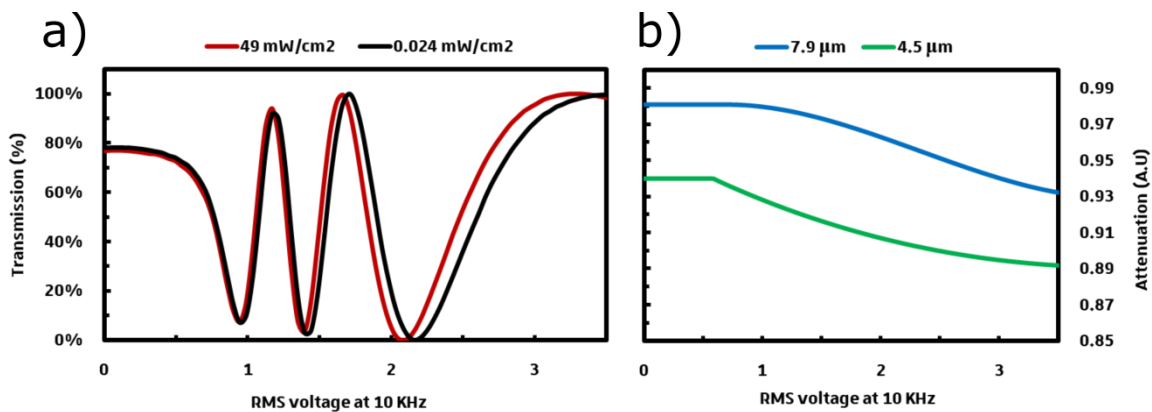 a)
49 mW/cm2 0.024 mW/cm2
Transmission (%)
100%
80%
60%
40%
20%
0%
0 1 2 3
RMS voltage at 10 KHz
b)
7.9 μm 4.5 μm
0.99
0.97
0.95
0.93
0.91
0.89
0.87
0.85
Attenuation (A.U)
0 1 2 3
RMS voltage at 10 KHz